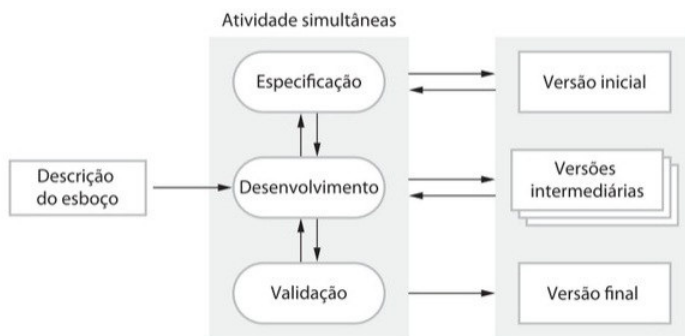 Atividade simultâneas
Especificação
Versão inicial
Descrição
do esboço
Desenvolvimento
Versões
intermediárias
Validação
Versão final